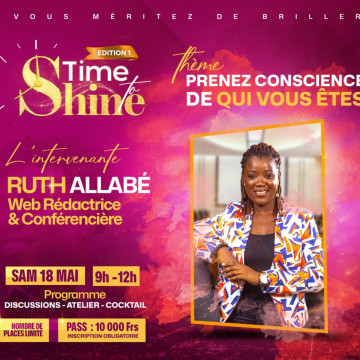 VOUS MÉRITEZ DE BRILLER
EDITION 1
Time
to
Shine
Thème
PRENEZ CONSCIENCE
DE QUI VOUS ÊTES
L'intervenante
RUTH ALLABÉ
Web Rédactrice
& Conférencière
SAM 18 MAI
9h -12h
Programme
DISCUSSIONS - ATELIER - COCKTAIL
NOMBRE DE
PLACES LIMITÉ
PASS : 10 000 Frs
INSCRIPTION OBLIGATOIRE